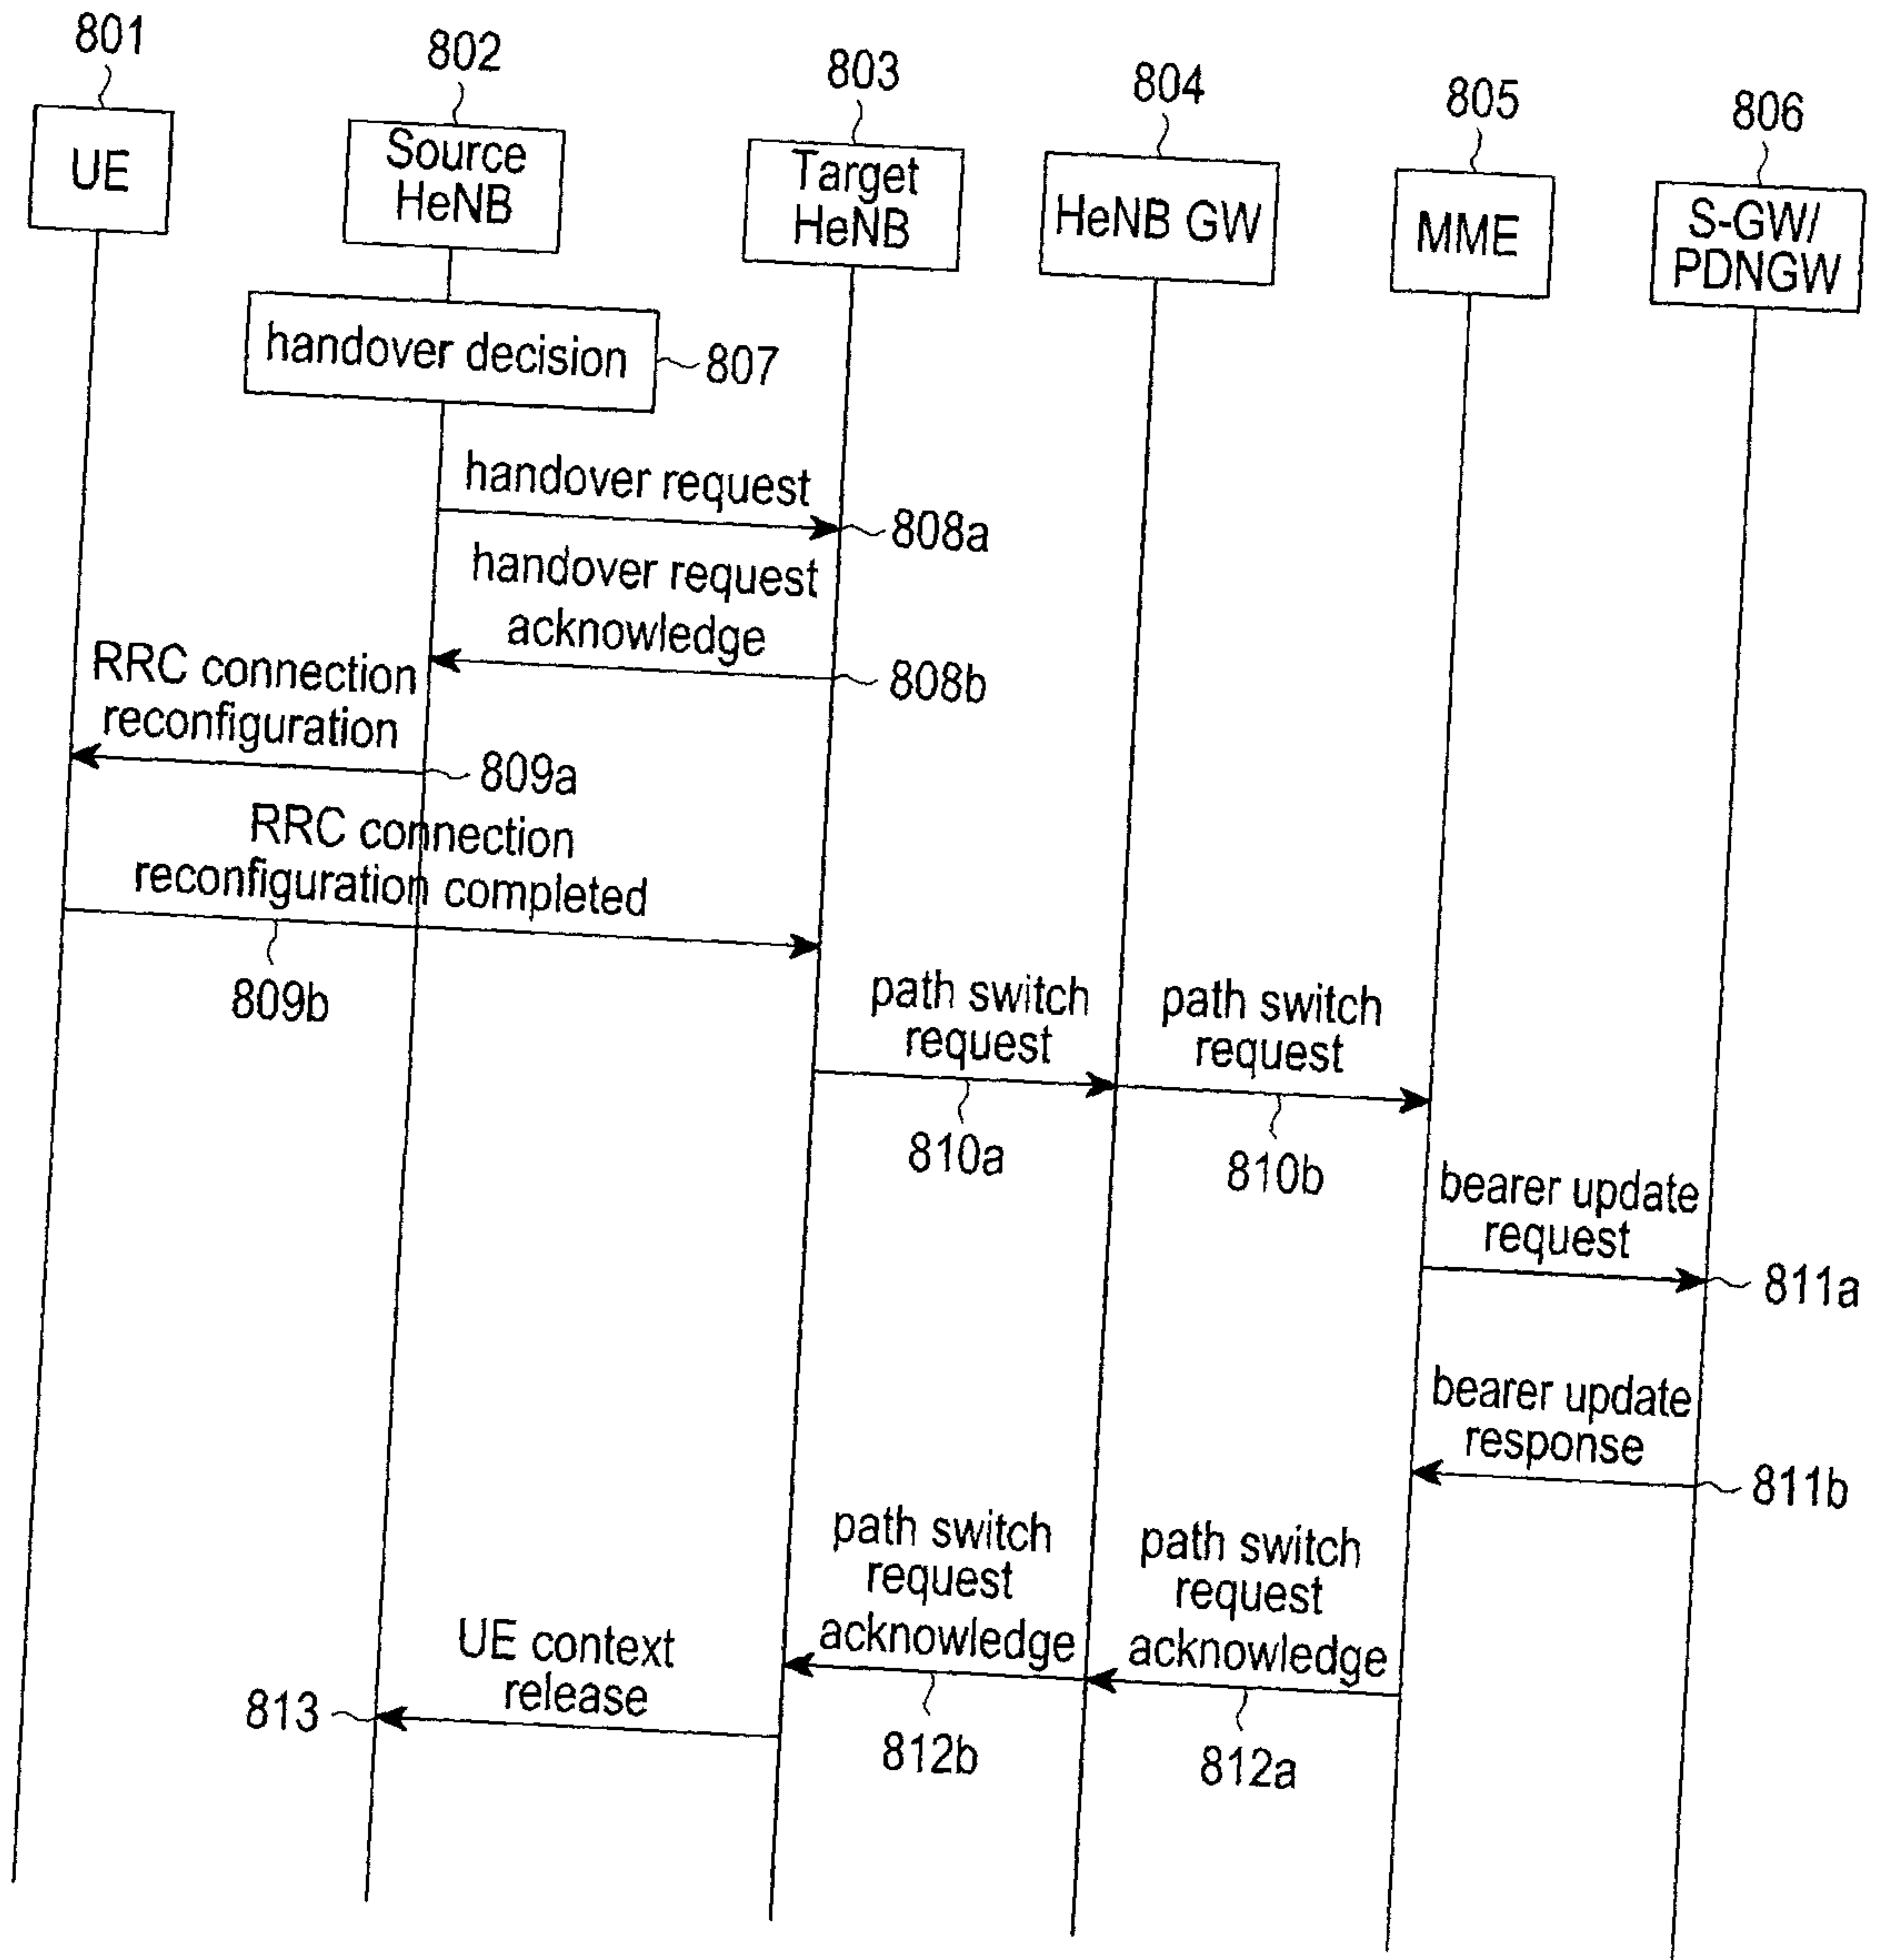 801
802
803
804
805
806
UE
Source
HeNB
Target
HeNB
HeNB GW
MME
S-GW/
PDNGW
handover decision
807
handover request
808a
handover request
acknowledge
808b
RRC connection
reconfiguration
809a
RRC connection
reconfiguration completed
809b
path switch
request
810a
path switch
request
810b
bearer update
request
811a
bearer update
response
811b
path switch
request
acknowledge
812a
path switch
request
acknowledge
812b
UE context
release
813